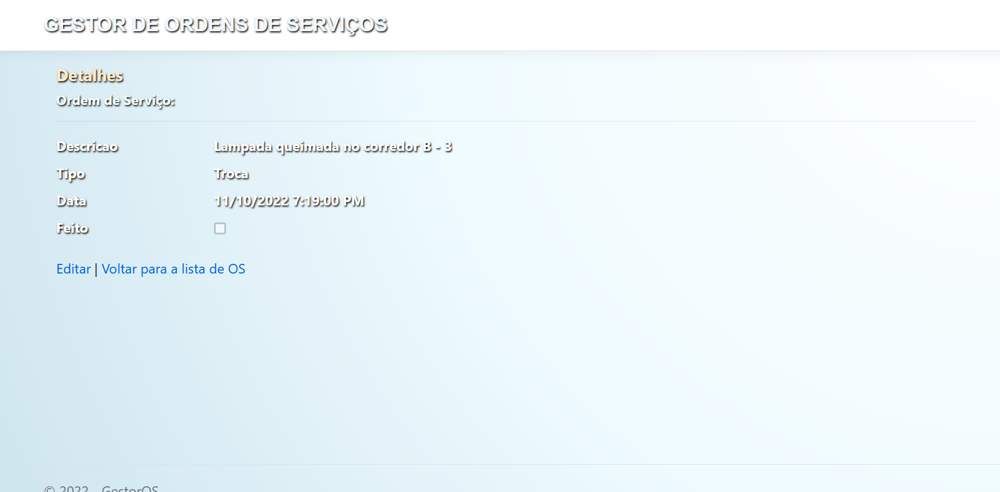 GESTOR DE ORDENS DE SERVIÇOS
Detalhes
Ordem de Serviço:
Descricao Lampada queimada no corredor B - 3
Tipo Troca
Data 11/10/2022 7:19:00 PM
Feito
Editar | Voltar para a lista de OS
© 2022 - GestorOS